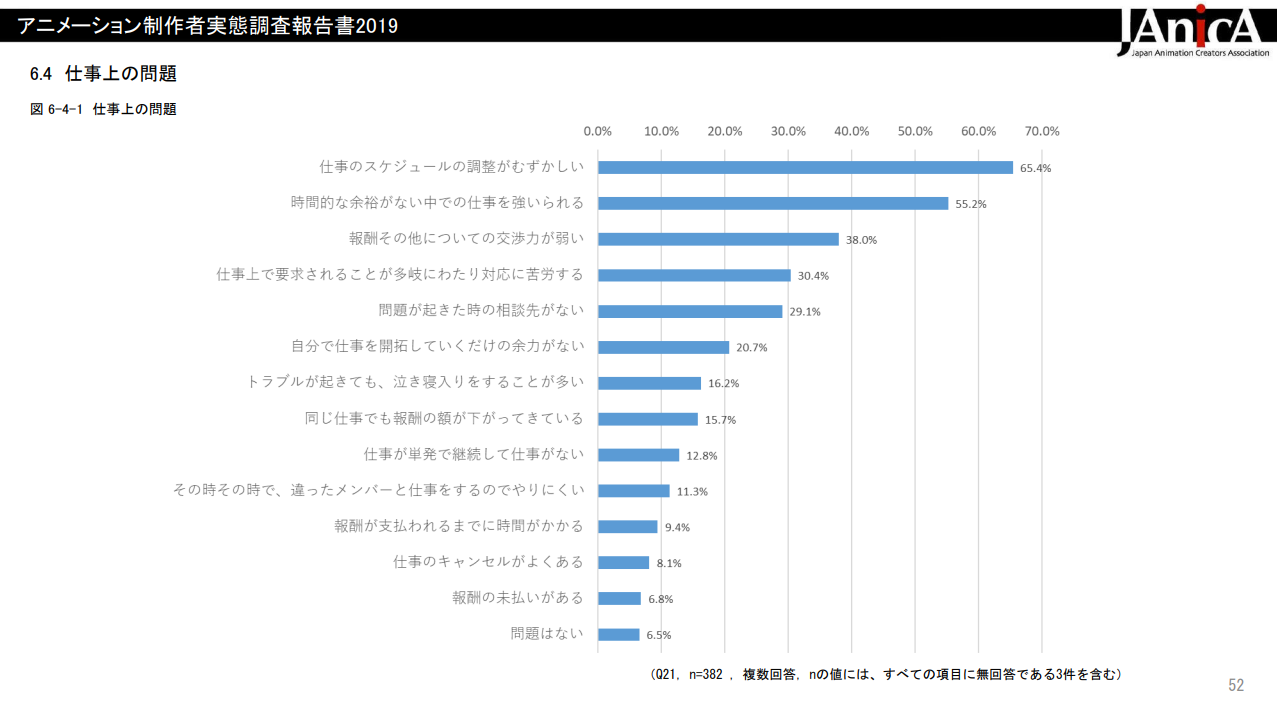 アニメーション制作者実態調査報告書2019
JAnicA
Japan Animation Creators Association
6.4 仕事上の問題
図 6-4-1 仕事上の問題
0.0% 10.0% 20.0% 30.0% 40.0% 50.0% 60.0% 70.0%
仕事のスケジュールの調整がむずかしい 65.4%
時間的な余裕がない中での仕事を強いられる 55.2%
報酬その他についての交渉力が弱い 38.0%
仕事上で要求されることが多岐にわたり対応に苦労する 30.4%
問題が起きた時の相談先がない 29.1%
自分で仕事を開拓していくだけの余力がない 20.7%
トラブルが起きても、泣き寝入りをすることが多い 16.2%
同じ仕事でも報酬の額が下がってきている 15.7%
仕事が単発で継続して仕事がない 12.8%
その時その時で、違ったメンバーと仕事をするのでやりにくい 11.3%
報酬が支払われるまでに時間がかかる 9.4%
仕事のキャンセルがよくある 8.1%
報酬の未払いがある 6.8%
問題はない 6.5%
（Q21, n=382 , 複数回答, nの値には、すべての項目に無回答である3件を含む）
52